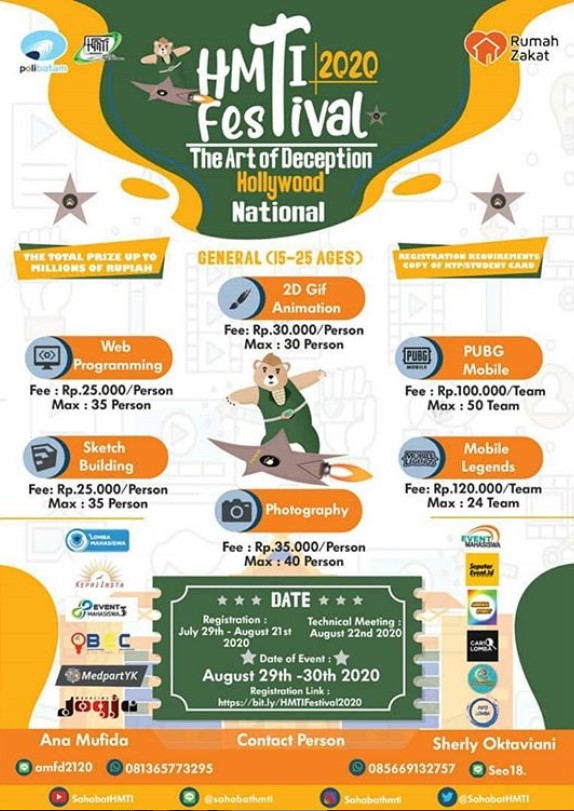 polibatam
HMTI
Rumah
Zakat
HMTI 2020
FesTival
The Art of Deception
Hollywood
National
THE TOTAL PRIZE UP TO
MILLIONS OF RUPIAH
GENERAL (15-25 AGES)
REGISTRATION REQUIREMENTS
COPY OF KTP/STUDENT CARD
2D Gif
Animation
Fee: Rp.30.000/Person
Max : 30 Person
Web
Programming
Fee : Rp.25.000/Person
Max : 35 Person
PUBG
MOBILE
PUBG
Mobile
Fee : Rp.100.000/Team
Max : 50 Team
Sketch
Building
Fee: Rp.25.000/Person
Max : 35 Person
MOBILE
LEGENDS
Mobile
Legends
Fee: Rp.120.000/Team
Max : 24 Team
Photography
Fee : Rp.35.000/Person
Max : 40 Person
LOMBA
MAHASISWA
KEPRIINSTA
EVENT
MAHASISWA
MedpartYK
Jogja
EVENT
MAHASISWA
Seputar
Event.Id
CARI
LOMBA
INFO
LOMBA
DATE
Registration :
July 29th - August 21st
2020
Technical Meeting :
August 22nd 2020
Date of Event :
August 29th -30th 2020
Registration Link :
https://bit.ly/HMTIFestival2020
Contact Person
Ana Mufida
amfd2120 081365773295
Sherly Oktaviani
085669132757 Seo18.
SahabatHMTI @sahabathmti Sahabathmti @SahabatHMTI